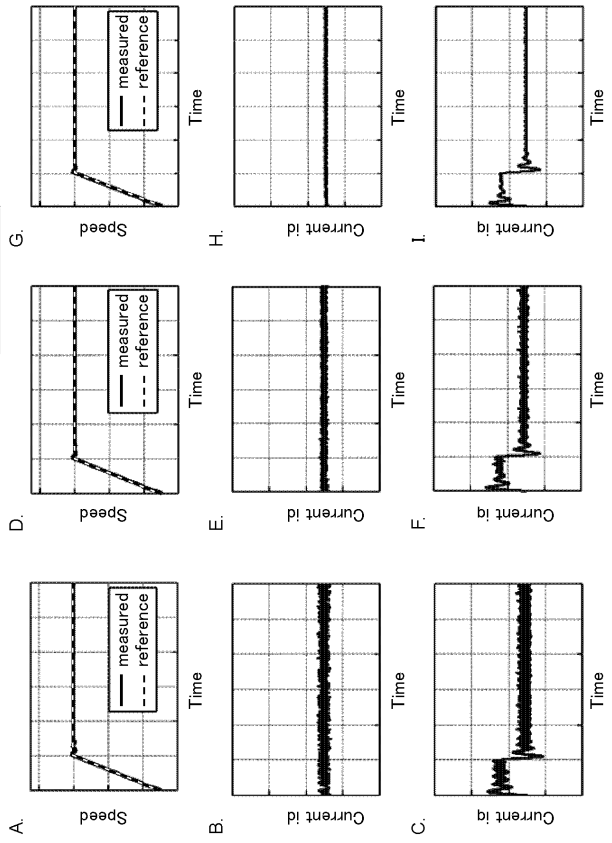 G.
Speed
measured
reference
Time
H.
Current id
Time
I.
Current iq
Time
D.
Speed
measured
reference
Time
E.
Current id
Time
F.
Current iq
Time
A.
Speed
measured
reference
Time
B.
Current id
Time
C.
Current iq
Time